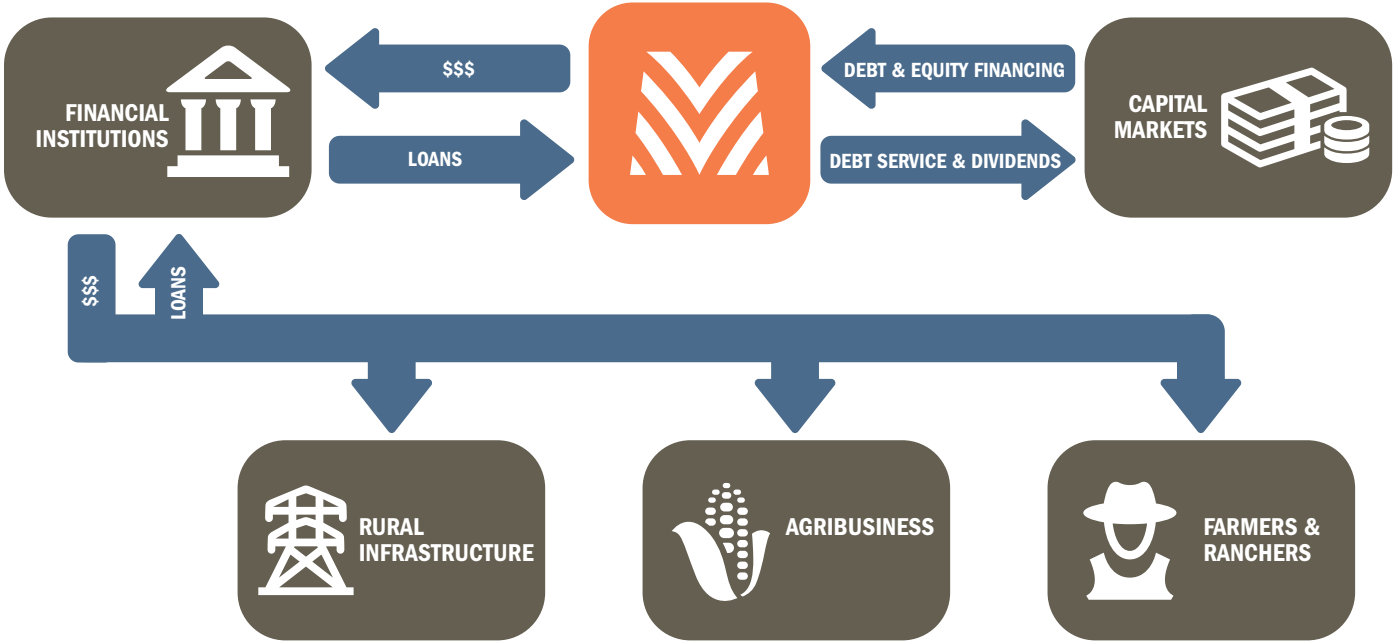 FINANCIAL
INSTITUTIONS
$$$
LOANS
DEBT & EQUITY FINANCING
DEBT SERVICE & DIVIDENDS
CAPITAL
MARKETS
$$$
LOANS
RURAL
INFRASTRUCTURE
AGRIBUSINESS
FARMERS &
RANCHERS